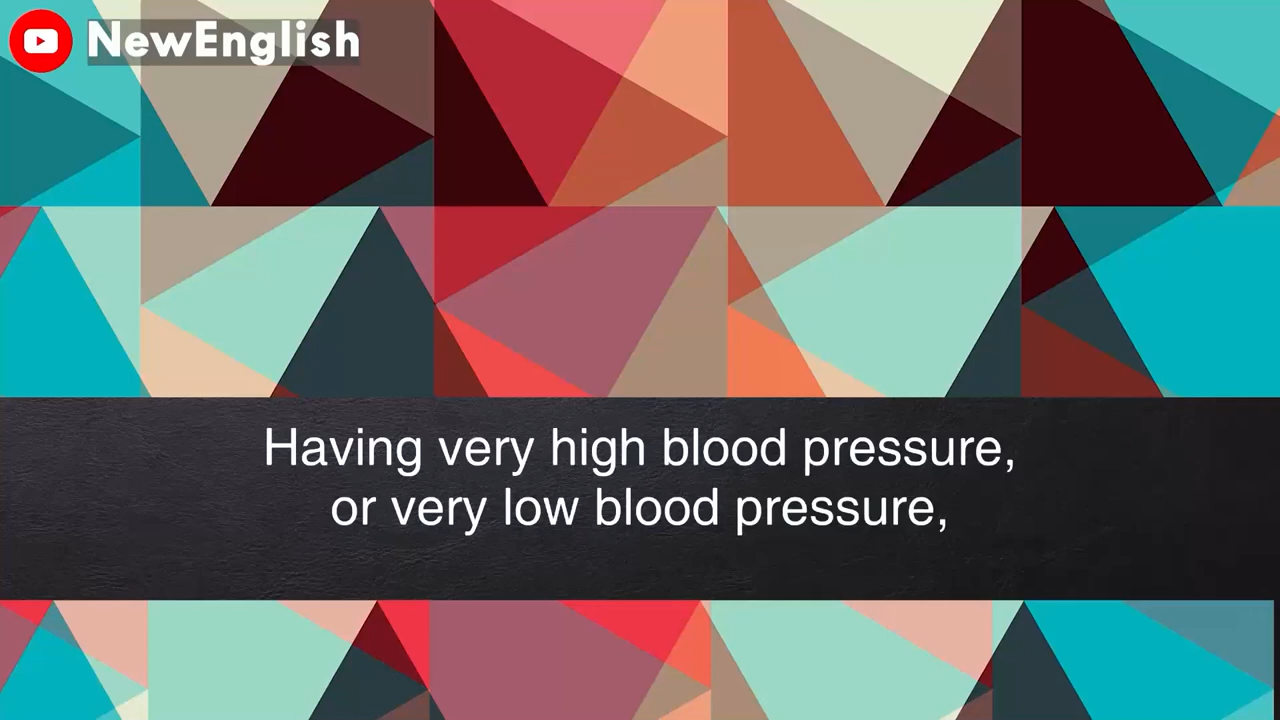 NewEnglish
Having very high blood pressure,
or very low blood pressure,